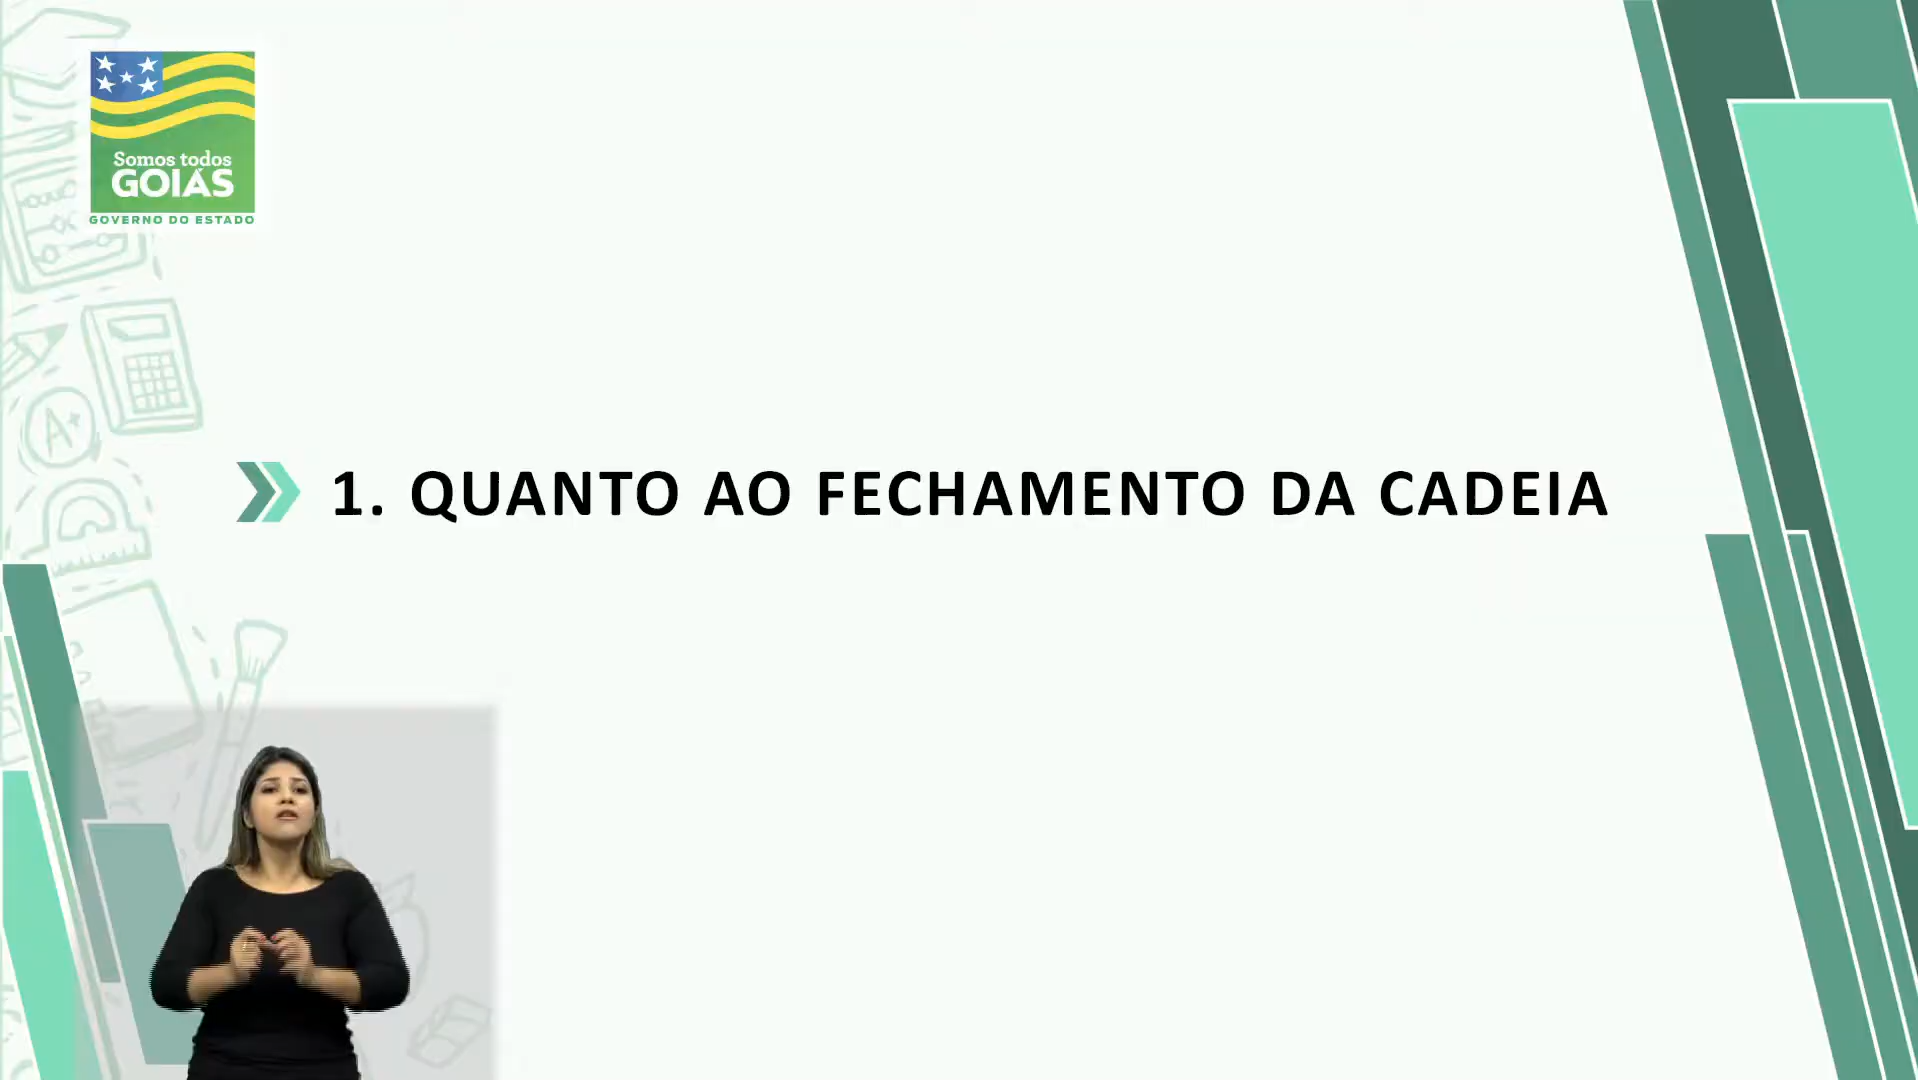 Somos todos
GOIÁS
GOVERNO DO ESTADO
A+
1. QUANTO AO FECHAMENTO DA CADEIA